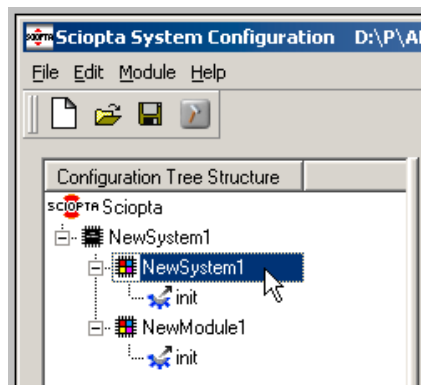 Sciopta System Configuration D:\P\A
File Edit Module Help
Configuration Tree Structure
SCIOPTA Sciopta
NewSystem1
NewSystem1
init
NewModule1
init